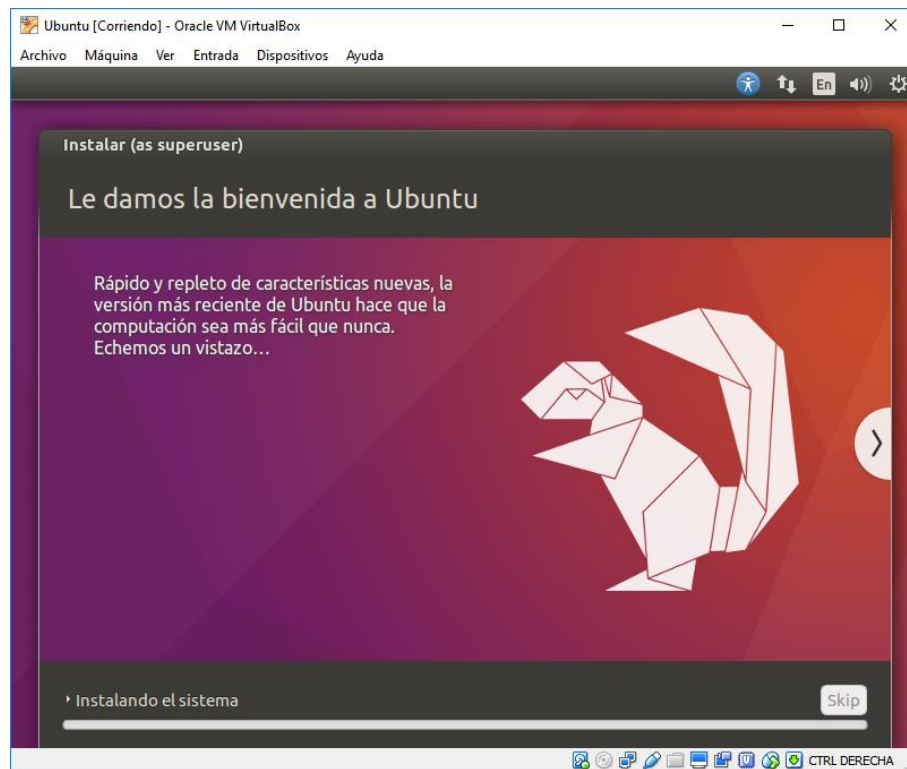 Ubuntu [Corriendo] - Oracle VM VirtualBox
Archivo Máquina Ver Entrada Dispositivos Ayuda
En
Instalar (as superuser)
Le damos la bienvenida a Ubuntu
Rápido y repleto de características nuevas, la
versión más reciente de Ubuntu hace que la
computación sea más fácil que nunca.
Echemos un vistazo…
Instalando el sistema
Skip
CTRL DERECHA